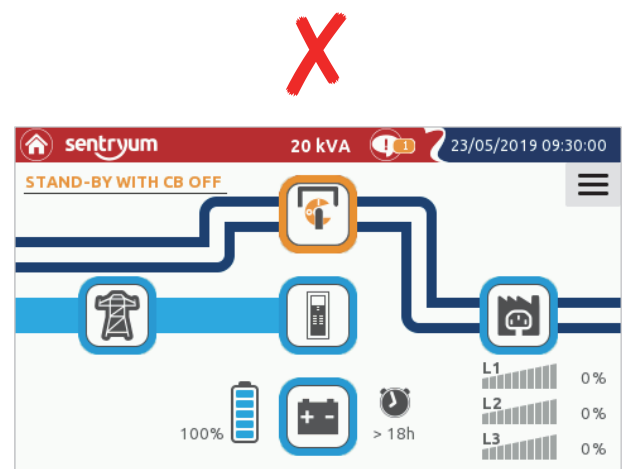 sentryum 20 kVA 1 23/05/2019 09:30:00
STAND-BY WITH CB OFF
L1 0%
L2 0%
L3 0%
100% > 18h